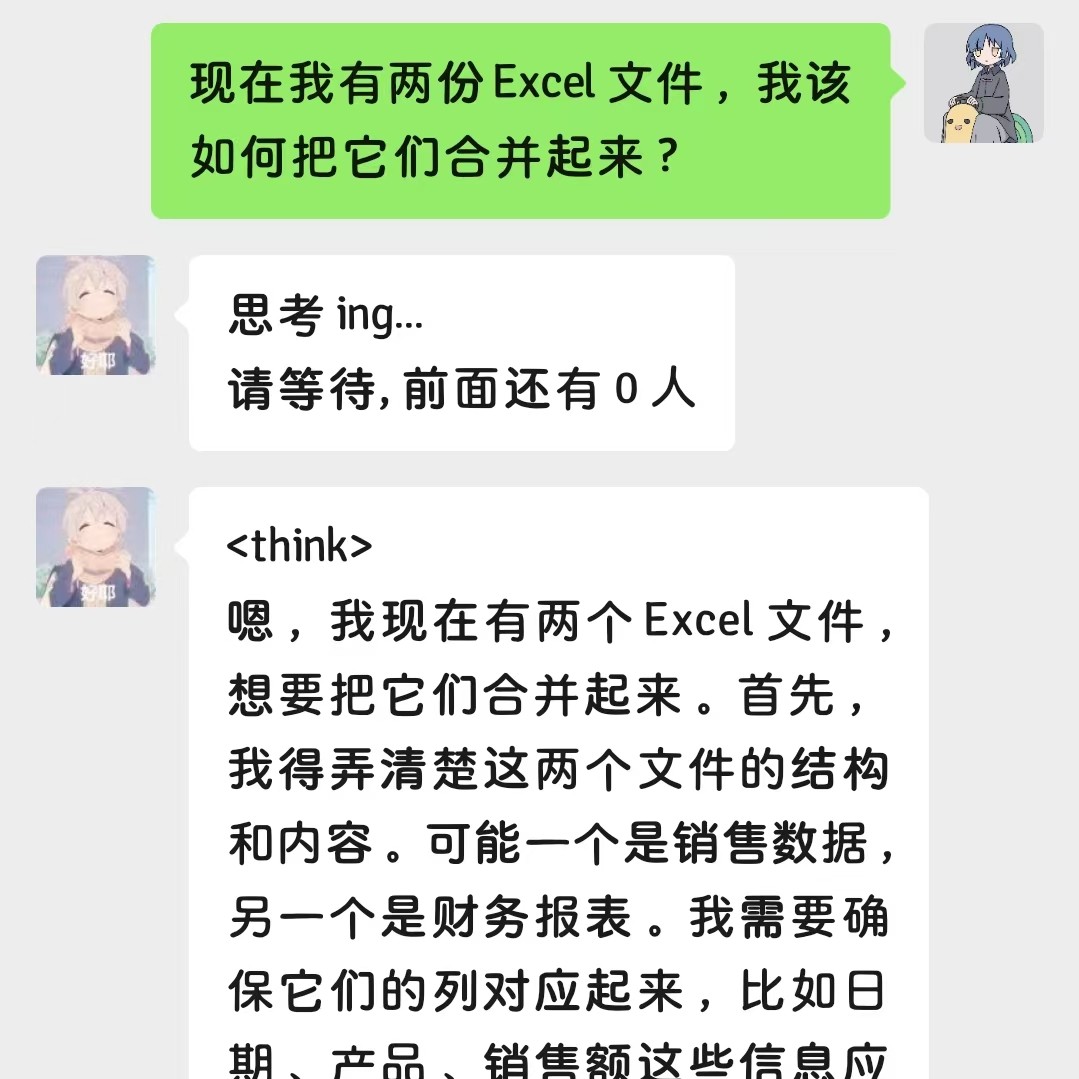 现在我有两份Excel 文件，我该
如何把它们合并起来？
思考 ing...
请等待, 前面还有 0 人
好耶
<think>
嗯，我现在有两个Excel 文件，
好耶
想要把它们合并起来。首先，
我得弄清楚这两个文件的结构
和内容。可能一个是销售数据，
另一个是财务报表。我需要确
保它们的列对应起来，比如日
期、产品、销售额这些信息应